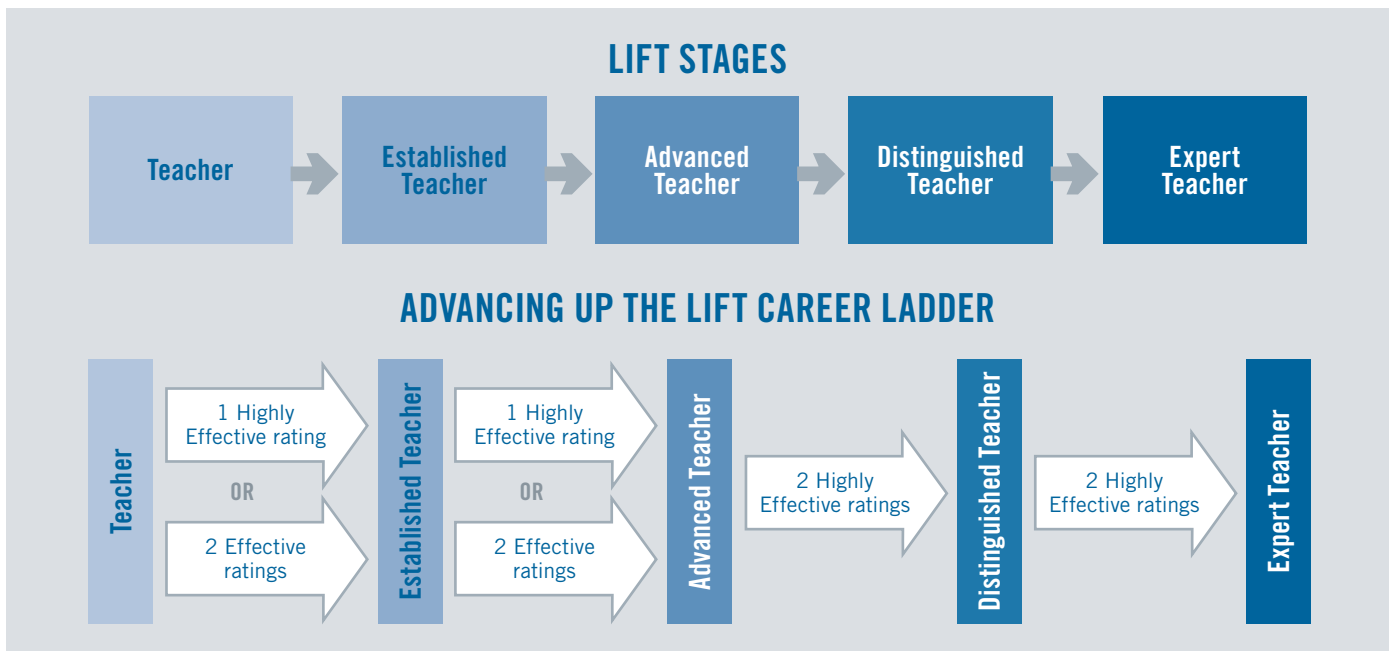 LIFT STAGES
Teacher
Established
Teacher
Advanced
Teacher
Distinguished
Teacher
Expert
Teacher
ADVANCING UP THE LIFT CAREER LADDER
Teacher
1 Highly
Effective rating
OR
2 Effective
ratings
Established Teacher
1 Highly
Effective rating
OR
2 Effective
ratings
Advanced Teacher
2 Highly
Effective ratings
Distinguished Teacher
2 Highly
Effective ratings
Expert Teacher